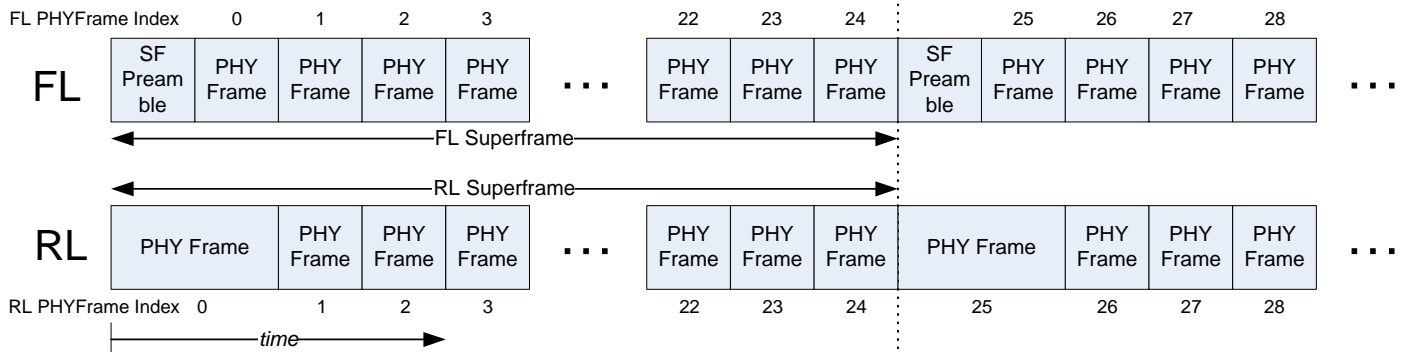 FL PHYFrame Index 0 1 2 3 22 23 24 25 26 27 28
FL
SF Pream ble
PHY Frame
PHY Frame
PHY Frame
PHY Frame
...
PHY Frame
PHY Frame
PHY Frame
SF Pream ble
PHY Frame
PHY Frame
PHY Frame
PHY Frame
...
FL Superframe
RL Superframe
RL
PHY Frame
PHY Frame
PHY Frame
PHY Frame
...
PHY Frame
PHY Frame
PHY Frame
PHY Frame
PHY Frame
PHY Frame
PHY Frame
...
RL PHYFrame Index 0 1 2 3 22 23 24 25 26 27 28
time